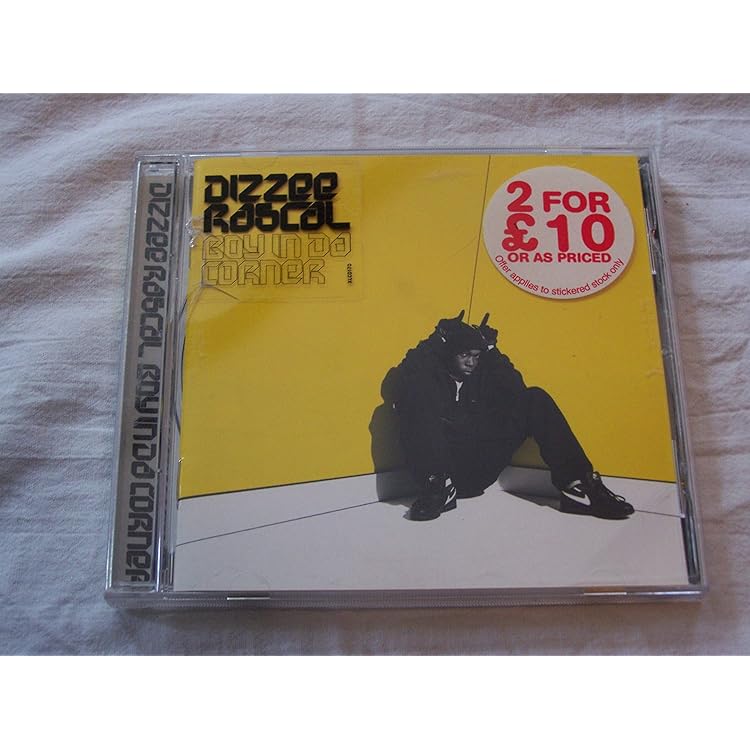 DIZZEE
RASCAL
BOY IN DA
CORNER
2 FOR
£10
OR AS PRICED
Offer applies to stickered stock only
DIZZEE RASCAL BOY IN DA CORNER